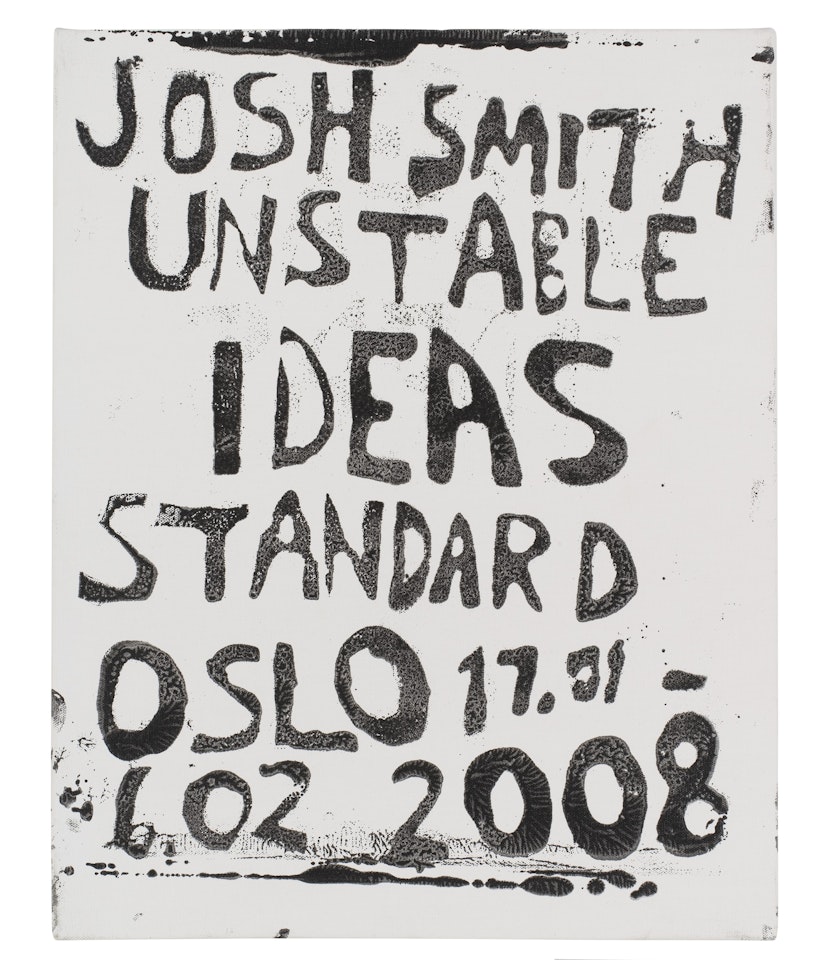 JOSH SMITH
UNSTABLE
IDEAS
STANDARD
OSLO 17.01 –
6.02 2008